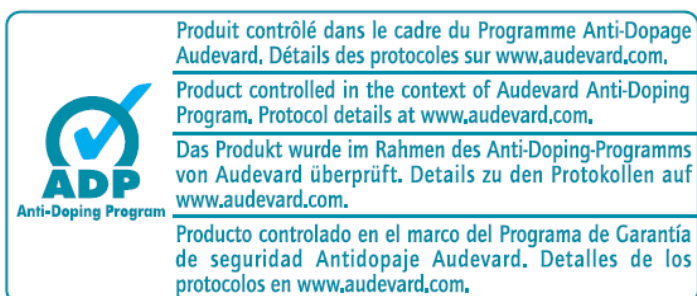 ADP
Anti-Doping Program
Produit contrôlé dans le cadre du Programme Anti-Dopage
Audevard. Détails des protocoles sur www.audevard.com.
Product controlled in the context of Audevard Anti-Doping
Program. Protocol details at www.audevard.com.
Das Produkt wurde im Rahmen des Anti-Doping-Programms
von Audevard überprüft. Details zu den Protokollen auf
www.audevard.com.
Producto controlado en el marco del Programa de Garantía
de seguridad Antidopaje Audevard. Detalles de los
protocolos en www.audevard.com.